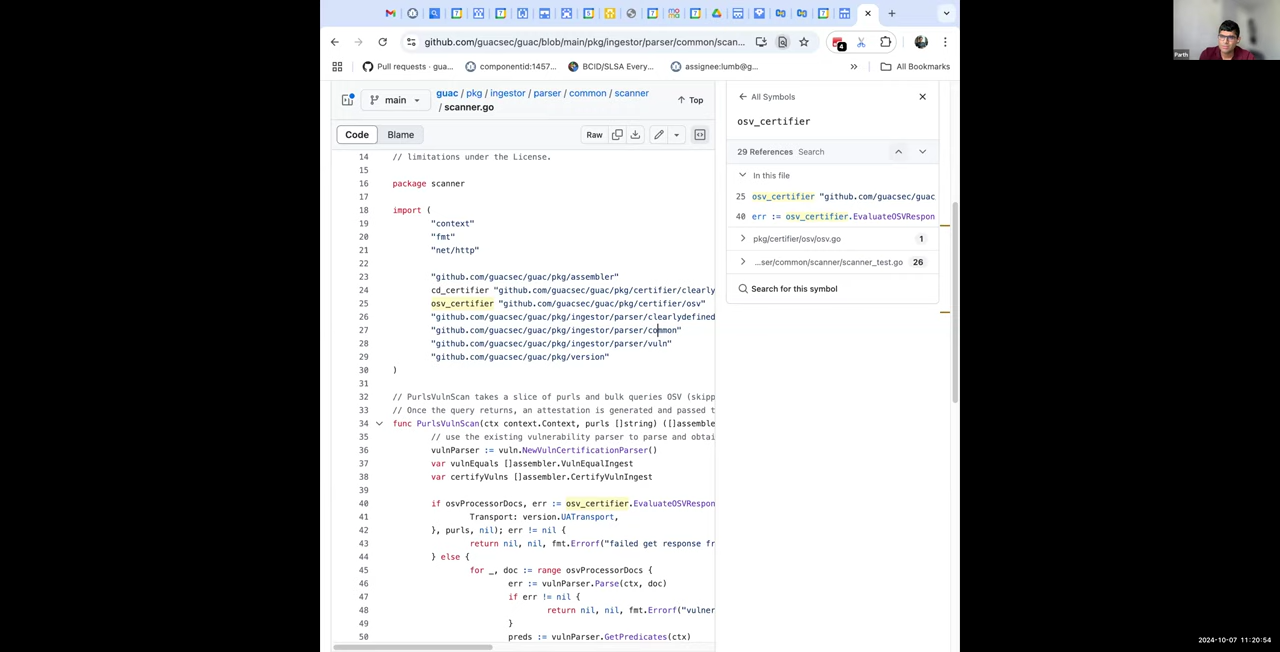 github.com/guacsec/guac/blob/main/pkg/ingestor/parser/common/scan...
4
Pull requests · gua...
componentid:1457...
BCID/SLSA Every...
assignee:lumb@g...
»
All Bookmarks
main
guac / pkg / ingestor / parser / common / scanner
/ scanner.go
↑ Top
Code
Blame
Raw
14 // limitations under the License.
15
16 package scanner
17
18 import (
19 "context"
20 "fmt"
21 "net/http"
22
23 "github.com/guacsec/guac/pkg/assembler"
24 cd_certifier "github.com/guacsec/guac/pkg/certifier/clearly
25 osv_certifier "github.com/guacsec/guac/pkg/certifier/osv"
26 "github.com/guacsec/guac/pkg/ingestor/parser/clearlydefined
27 "github.com/guacsec/guac/pkg/ingestor/parser/common"
28 "github.com/guacsec/guac/pkg/ingestor/parser/vuln"
29 "github.com/guacsec/guac/pkg/version"
30 )
31
32 // PurlsVulnScan takes a slice of purls and bulk queries OSV (skipp
33 // Once the query returns, an attestation is generated and passed t
34 func PurlsVulnScan(ctx context.Context, purls []string) ([]assemble
35 // use the existing vulnerability parser to parse and obtai
36 vulnParser := vuln.NewVulnCertificationParser()
37 var vulnEquals []assembler.VulnEqualIngest
38 var certifyVulns []assembler.CertifyVulnIngest
39
40 if osvProcessorDocs, err := osv_certifier.EvaluateOSVRespon
41 Transport: version.UATransport,
42 }, purls, nil); err != nil {
43 return nil, nil, fmt.Errorf("failed get response fr
44 } else {
45 for _, doc := range osvProcessorDocs {
46 err := vulnParser.Parse(ctx, doc)
47 if err != nil {
48 return nil, nil, fmt.Errorf("vulner
49 }
50 preds := vulnParser.GetPredicates(ctx)
← All Symbols
osv_certifier
29 References Search
In this file
25 osv_certifier "github.com/guacsec/guac
40 err := osv_certifier.EvaluateOSVRespon
pkg/certifier/osv/osv.go 1
...ser/common/scanner/scanner_test.go 26
Search for this symbol
Parth
2024-10-07 11:20:54